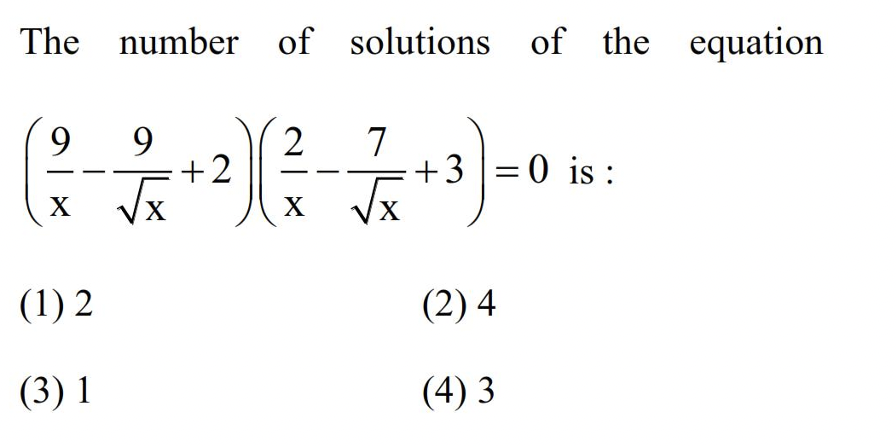 The number of solutions of the equation
(9/x − 9/√x + 2)(2/x − 7/√x + 3) = 0 is :
(1) 2 (2) 4
(3) 1 (4) 3